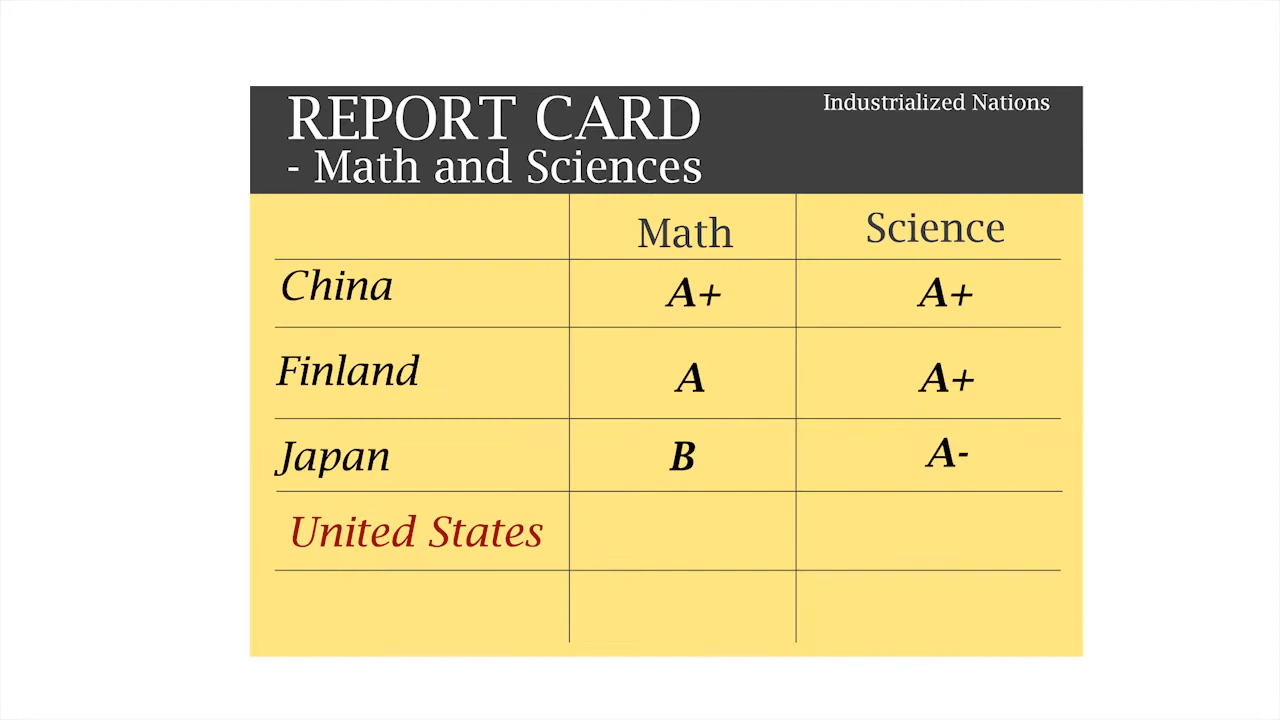 REPORT CARD
Industrialized Nations
- Math and Sciences
Math Science
China A+ A+
Finland A A+
Japan B A-
United States